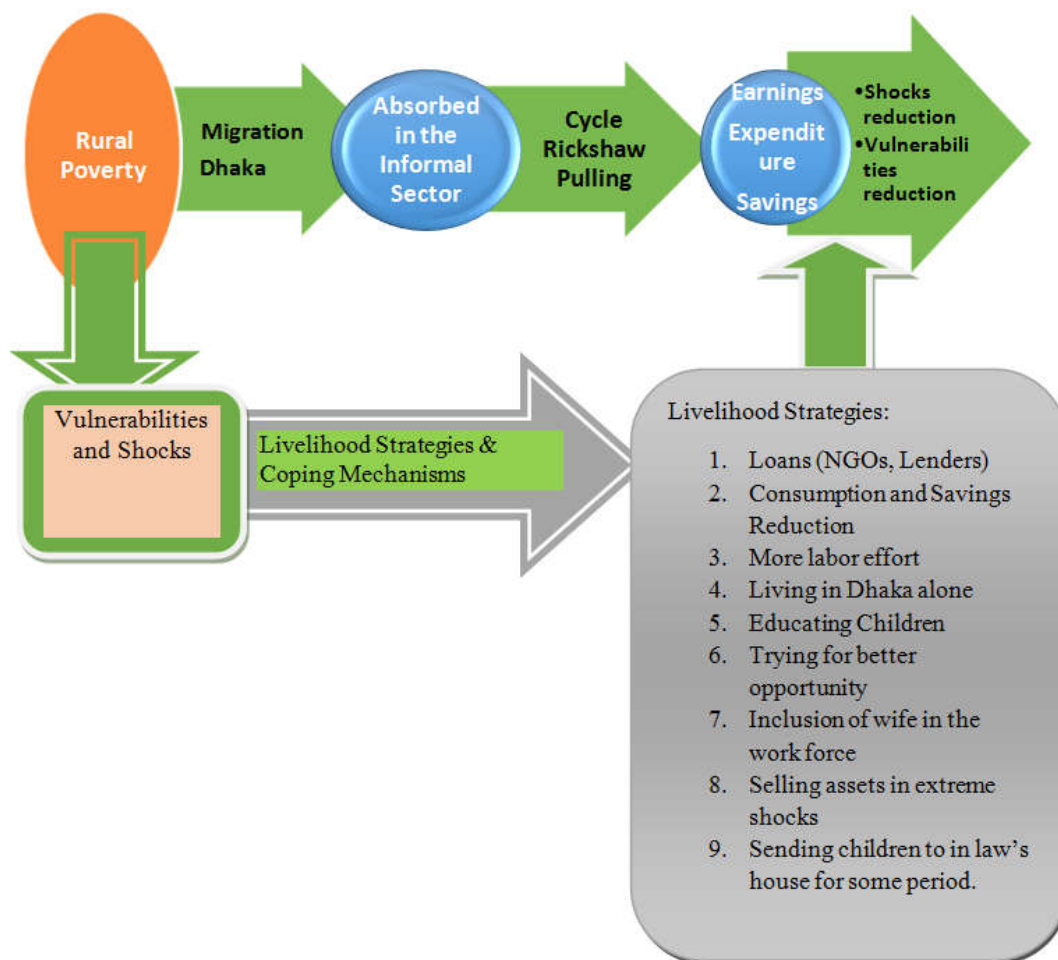 Rural
Poverty
Migration
Dhaka
Absorbed
in the
Informal
Sector
Cycle
Rickshaw
Pulling
Earnings
Expendit
ure
Savings
•Shocks
reduction
•Vulnerabili
ties
reduction
Vulnerabilities
and Shocks
Livelihood Strategies &
Coping Mechanisms
Livelihood Strategies:
1. Loans (NGOs, Lenders)
2. Consumption and Savings
Reduction
3. More labor effort
4. Living in Dhaka alone
5. Educating Children
6. Trying for better
opportunity
7. Inclusion of wife in the
work force
8. Selling assets in extreme
shocks
9. Sending children to in law’s
house for some period.